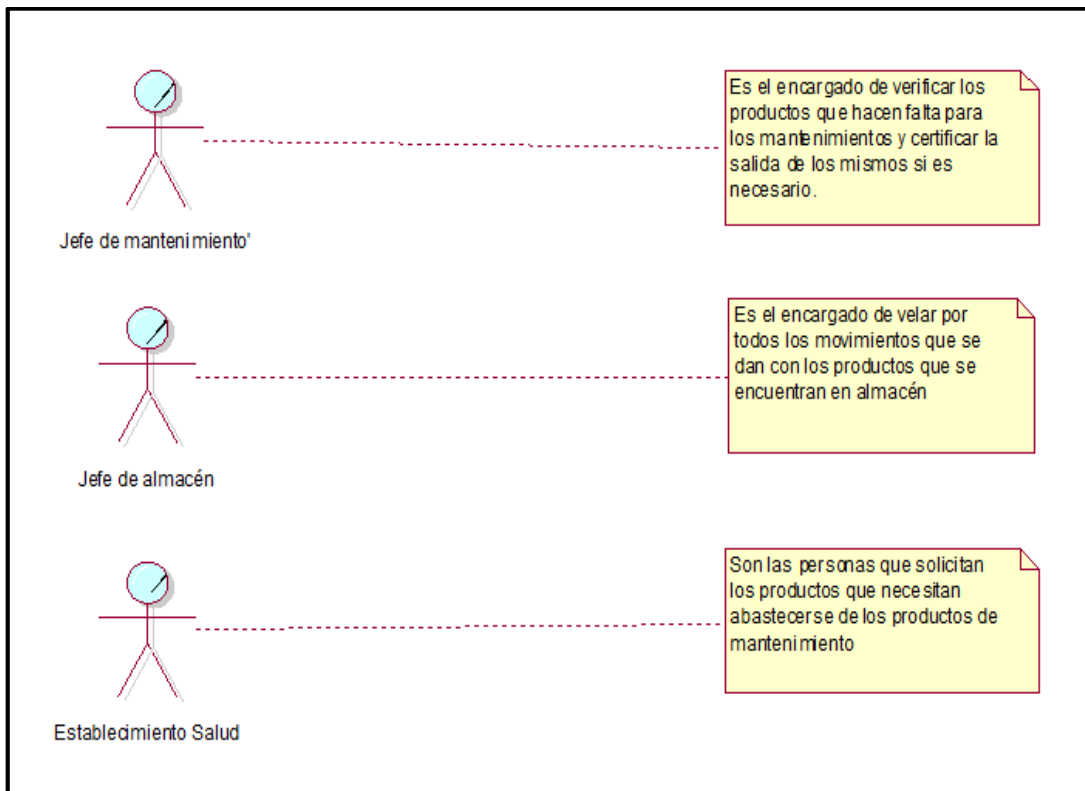 Es el encargado de verificar los
productos que hacen falta para
los mantenimientos y certificar la
salida de los mismos si es
necesario.
Jefe de mantenimiento'
Es el encargado de velar por
todos los movimientos que se
dan con los productos que se
encuentran en almacén
Jefe de almacén
Son las personas que solicitan
los productos que necesitan
abastecerse de los productos de
mantenimiento
Establecimiento Salud